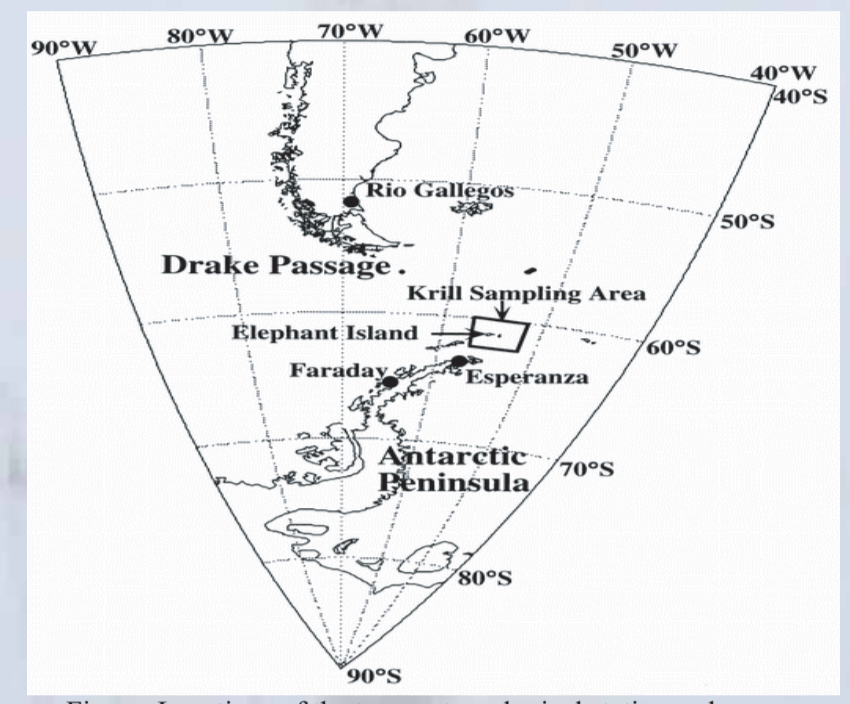 90°W
80°W
70°W
60°W
50°W
40°W
40°S
Rio Gallegos
50°S
Drake Passage .
Krill Sampling Area
Elephant Island
60°S
Faraday
Esperanza
Antarctic
Peninsula
70°S
80°S
90°S